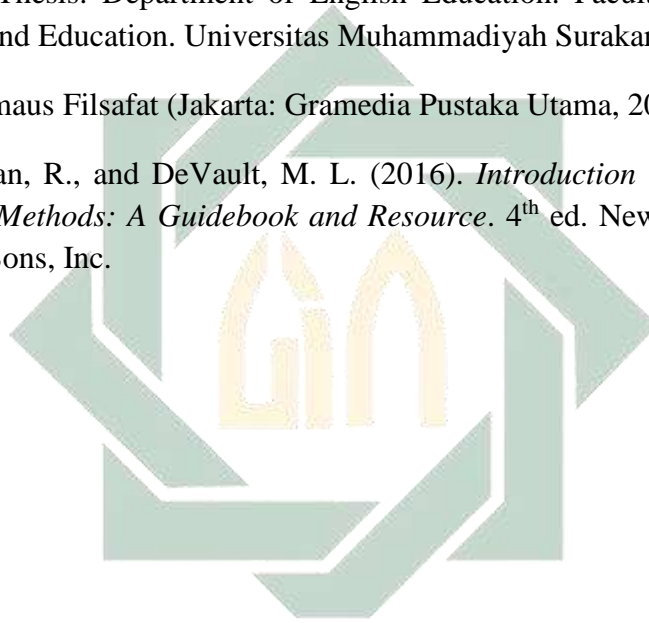 Thesis. Department of English Education. Facul
nd Education. Universitas Muhammadiyah Surakar
maus Filsafat (Jakarta: Gramedia Pustaka Utama, 20
an, R., and DeVault, M. L. (2016). Introduction
Methods: A Guidebook and Resource. 4th ed. New
ons, Inc.